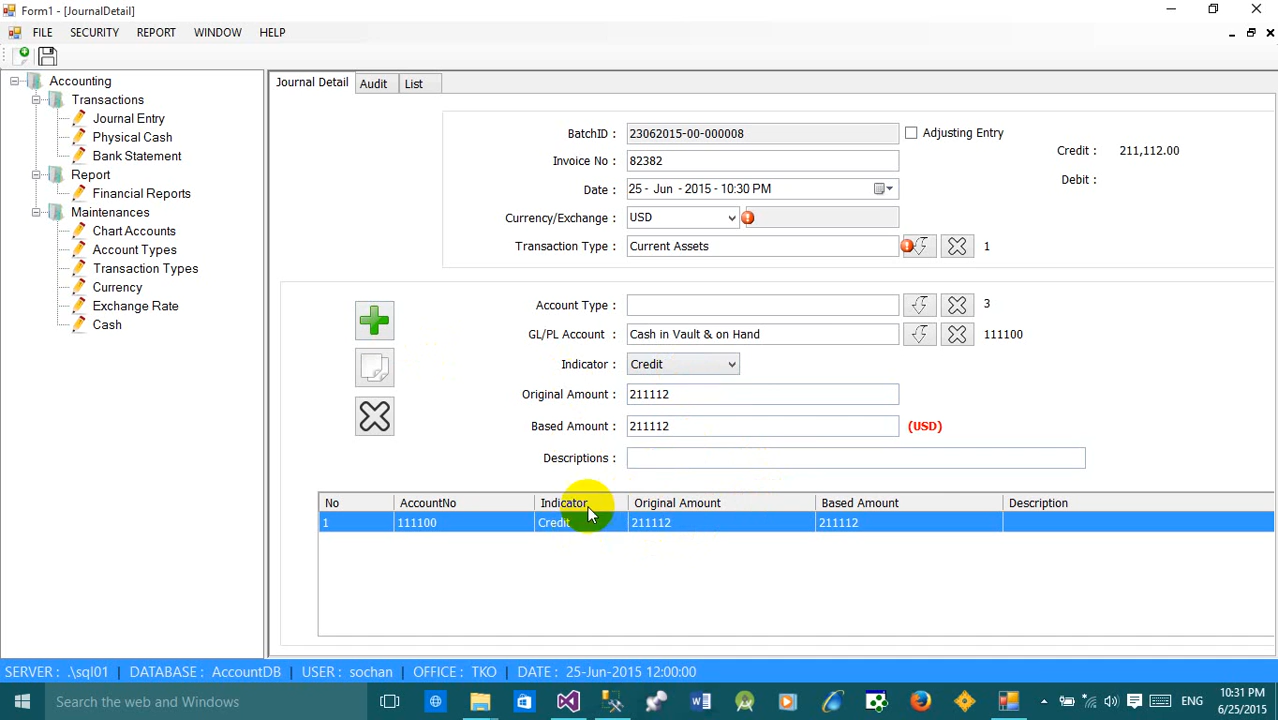 Form1 - [JournalDetail]
FILE SECURITY REPORT WINDOW HELP
Accounting
Transactions
Journal Entry
Physical Cash
Bank Statement
Report
Financial Reports
Maintenances
Chart Accounts
Account Types
Transaction Types
Currency
Exchange Rate
Cash
Journal Detail Audit List
BatchID : 23062015-00-000008 Adjusting Entry
Credit : 211,112.00
Invoice No : 82382
Debit :
Date : 25 - Jun - 2015 - 10:30 PM
Currency/Exchange : USD
Transaction Type : Current Assets 1
Account Type : 3
GL/PL Account : Cash in Vault & on Hand 111100
Indicator : Credit
Original Amount : 211112
Based Amount : 211112 (USD)
Descriptions :
No AccountNo Indicator Original Amount Based Amount Description
1 111100 Credit 211112 211112
SERVER : .\sql01 DATABASE : AccountDB USER : sochan OFFICE : TKO DATE : 25-Jun-2015 12:00:00
Search the web and Windows
ENG
10:31 PM
6/25/2015